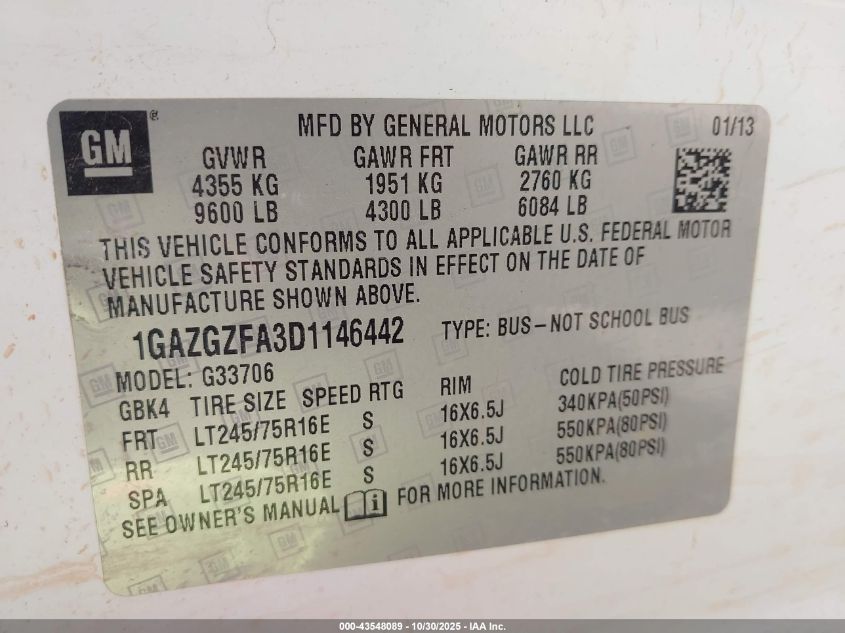 GM ®
MFD BY GENERAL MOTORS LLC 01/13
GVWR GAWR FRT GAWR RR
4355 KG 1951 KG 2760 KG
9600 LB 4300 LB 6084 LB
THIS VEHICLE CONFORMS TO ALL APPLICABLE U.S. FEDERAL MOTOR
VEHICLE SAFETY STANDARDS IN EFFECT ON THE DATE OF
MANUFACTURE SHOWN ABOVE.
1GAZGZFA3D1146442 TYPE: BUS-NOT SCHOOL BUS
MODEL: G33706
GBK4 TIRE SIZE SPEED RTG RIM COLD TIRE PRESSURE
FRT LT245/75R16E S 16X6.5J 340KPA(50PSI)
RR LT245/75R16E S 16X6.5J 550KPA(80PSI)
SPA LT245/75R16E S 16X6.5J 550KPA(80PSI)
SEE OWNER'S MANUAL i FOR MORE INFORMATION.
000-43548089 - 10/30/2025 - IAA Inc.